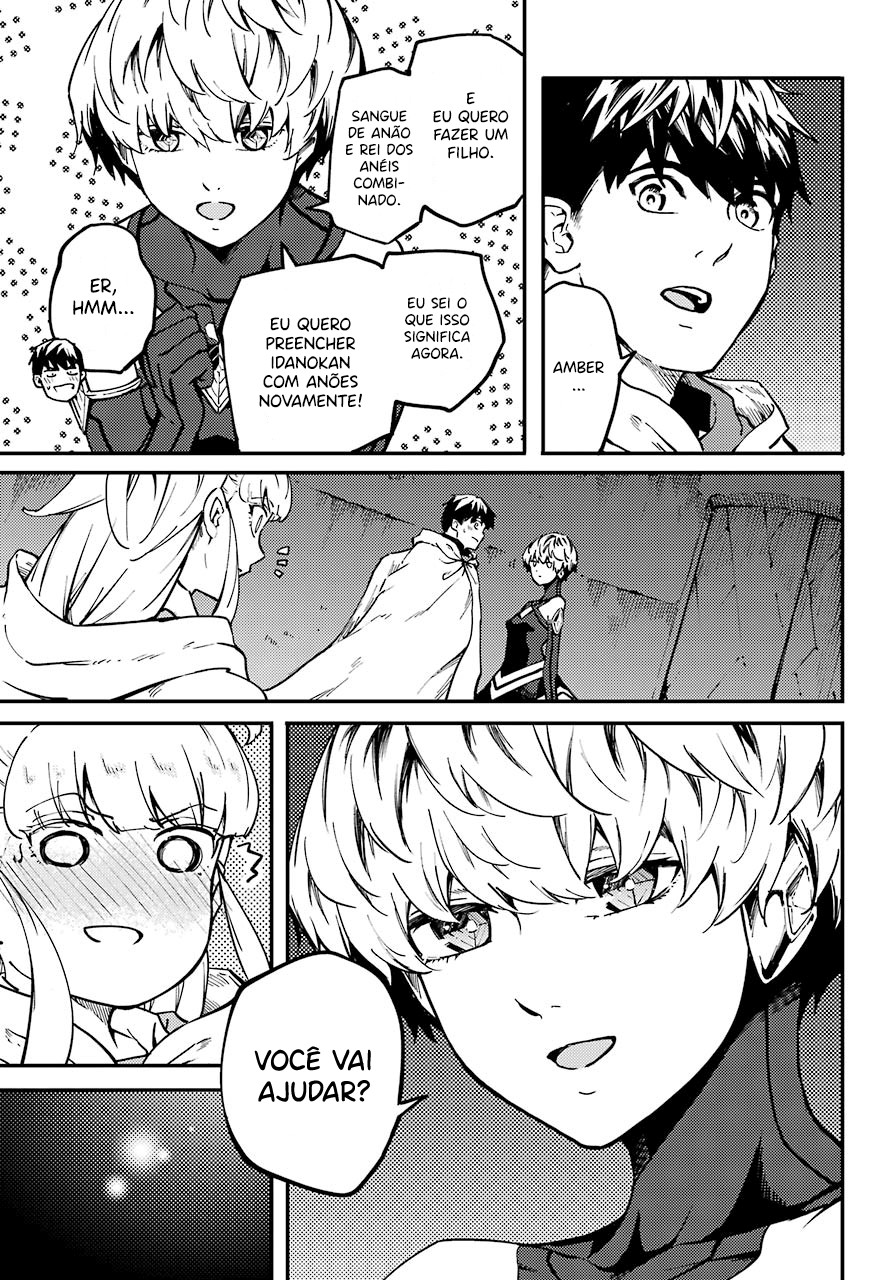 AMBER
...
E
EU QUERO
FAZER UM
FILHO.
SANGUE
DE ANÃO
E REI DOS
ANÉIS
COMBI-
NADO.
EU SEI O
QUE ISSO
SIGNIFICA
AGORA.
EU QUERO
PREENCHER
IDANOKAN
COM ANÕES
NOVAMENTE!
ER,
HMM...
VOCÊ VAI
AJUDAR?